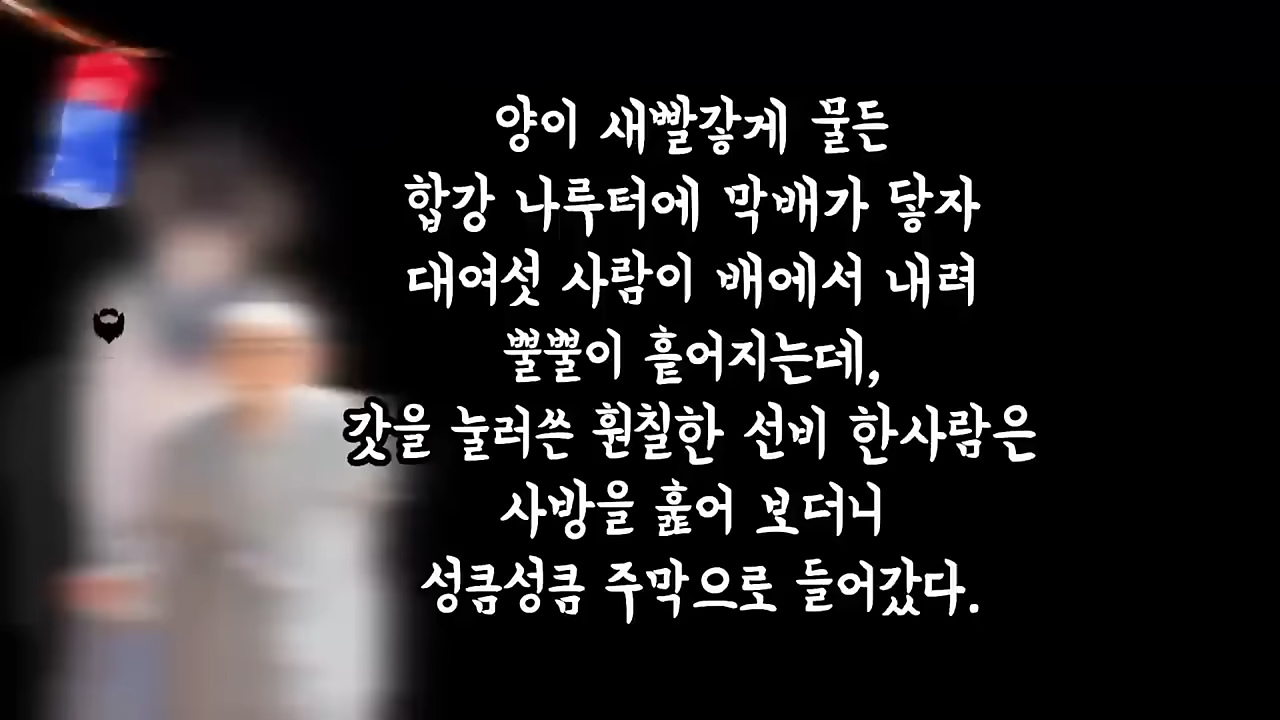 양이 새빨갛게 물든
합강 나루터에 막배가 닿자
대여섯 사람이 배에서 내려
뿔뿔이 흩어지는데,
갓을 눌러쓴 훤칠한 선비 한사람은
사방을 훑어 보더니
성큼성큼 주막으로 들어갔다.